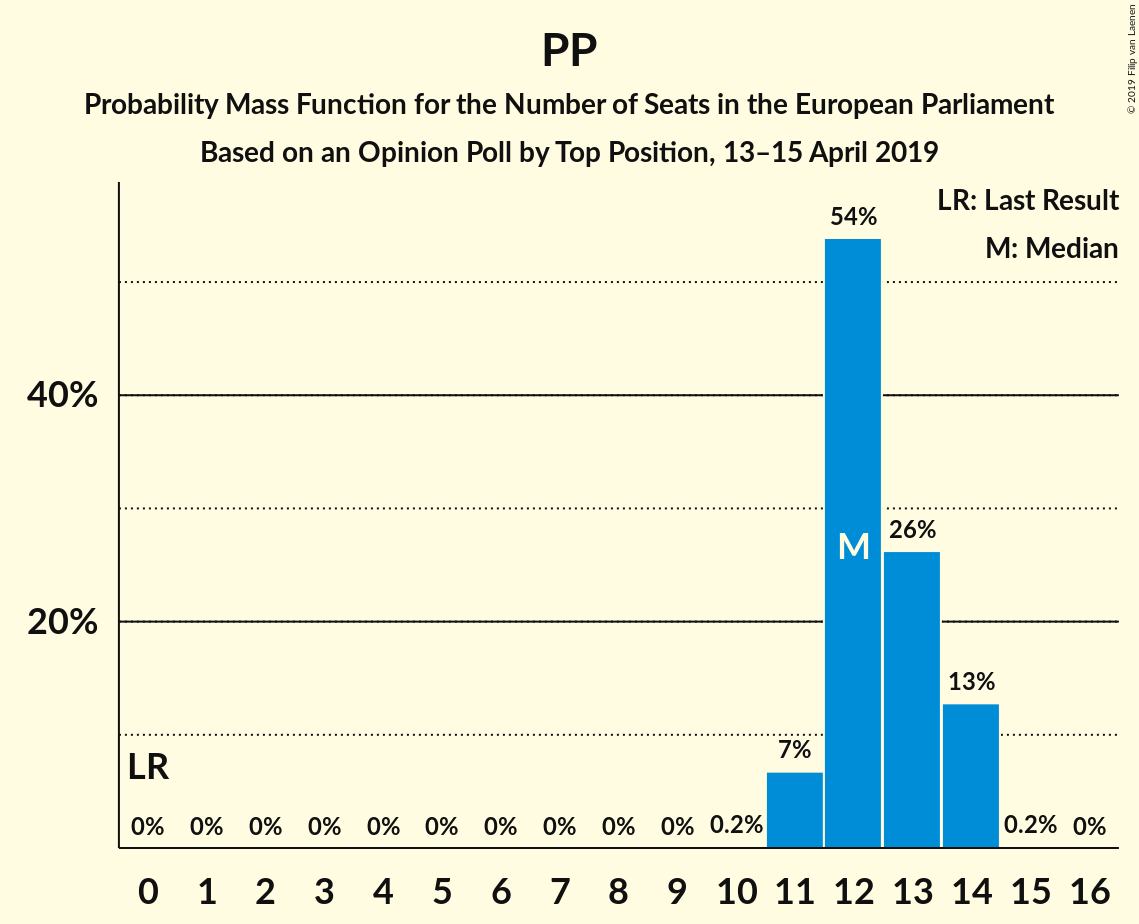 PP
Probability Mass Function for the Number of Seats in the European Parliament
Based on an Opinion Poll by Top Position, 13–15 April 2019
© 2019 Filip van Laenen
LR: Last Result
M: Median
54%
40%
26%
M
20%
13%
7%
LR
0% 0% 0% 0% 0% 0% 0% 0% 0% 0% 0.2% 0.2% 0%
0 1 2 3 4 5 6 7 8 9 10 11 12 13 14 15 16